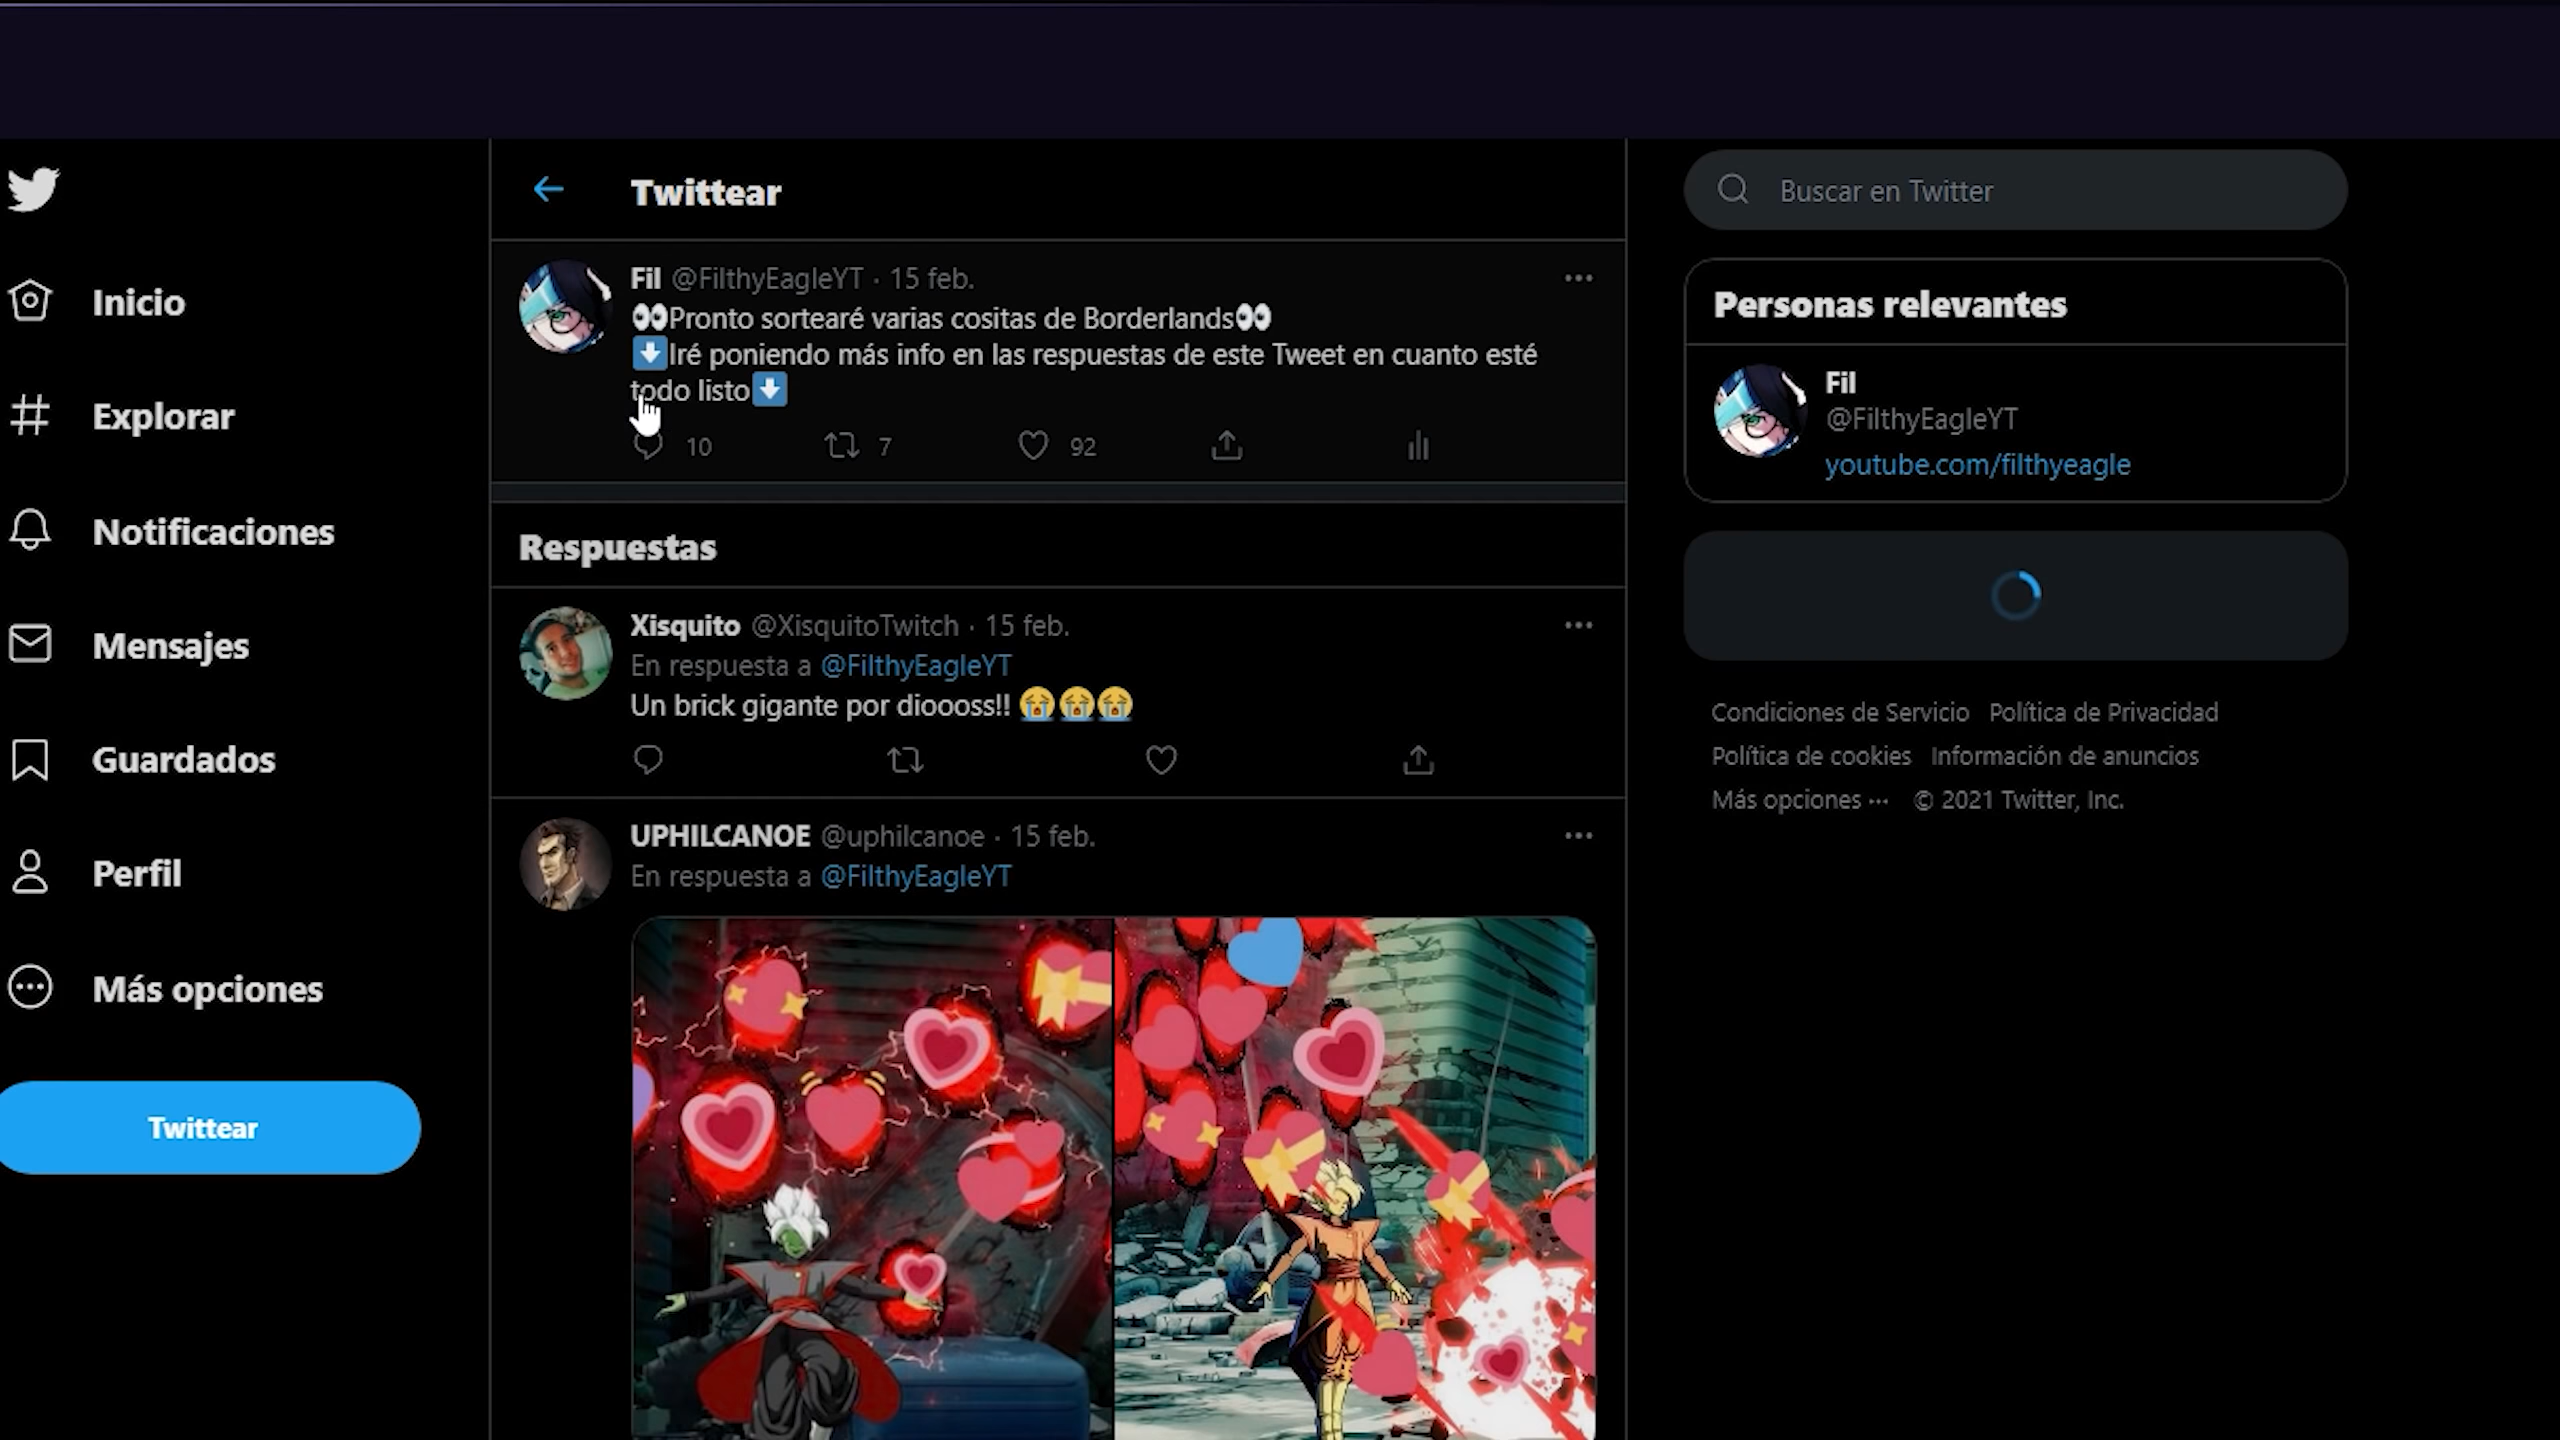 Twittear
Buscar en Twitter
Inicio
Explorar
Notificaciones
Mensajes
Guardados
Perfil
Más opciones
Twittear
Fil @FilthyEagleYT · 15 feb.
👀Pronto sortearé varias cositas de Borderlands👀
⬇️Iré poniendo más info en las respuestas de este Tweet en cuanto esté
todo listo⬇️
10 7 92
Respuestas
Xisquito @XisquitoTwitch · 15 feb.
En respuesta a @FilthyEagleYT
Un brick gigante por dioooss!! 😭😭😭
UPHILCANOE @uphilcanoe · 15 feb.
En respuesta a @FilthyEagleYT
Personas relevantes
Fil
@FilthyEagleYT
youtube.com/filthyeagle
Condiciones de Servicio Política de Privacidad
Política de cookies Información de anuncios
Más opciones ··· © 2021 Twitter, Inc.